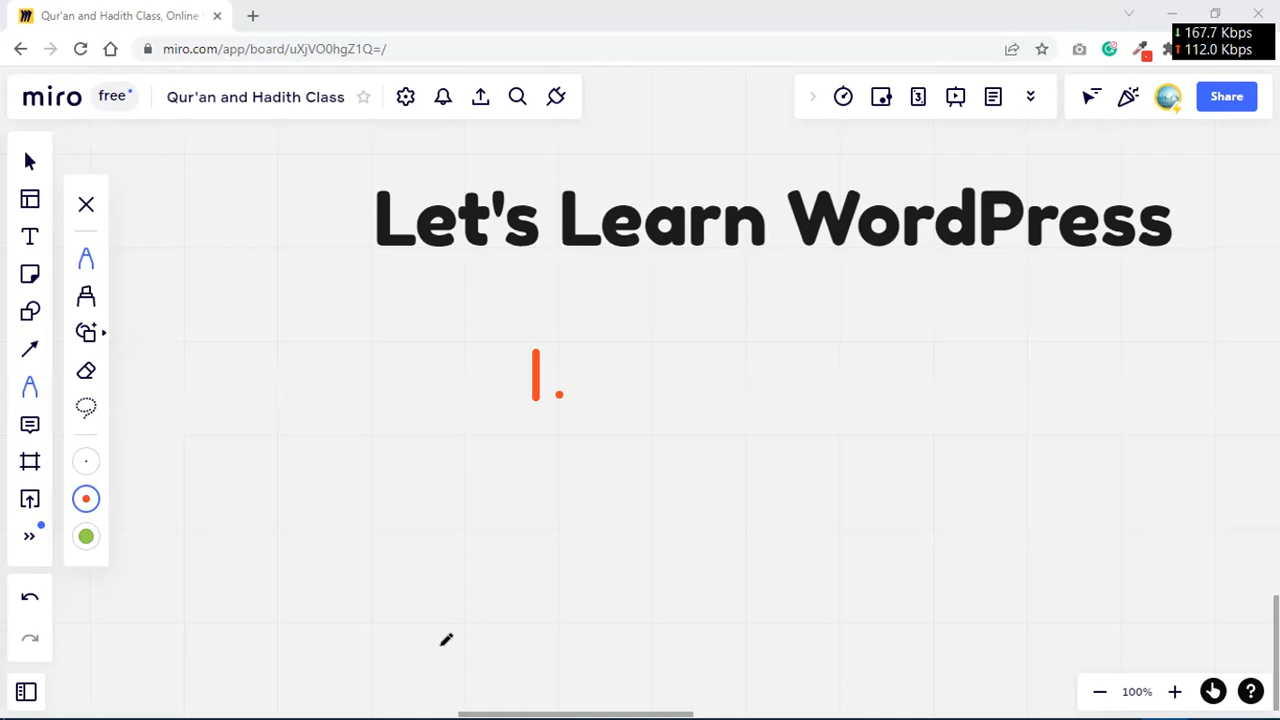 Qur'an and Hadith Class, Online
miro.com/app/board/uXjVO0hgZ1Q=/
167.7 Kbps
112.0 Kbps
miro free Qur'an and Hadith Class
3
Share
T
Let's Learn WordPress
1.
100%
?